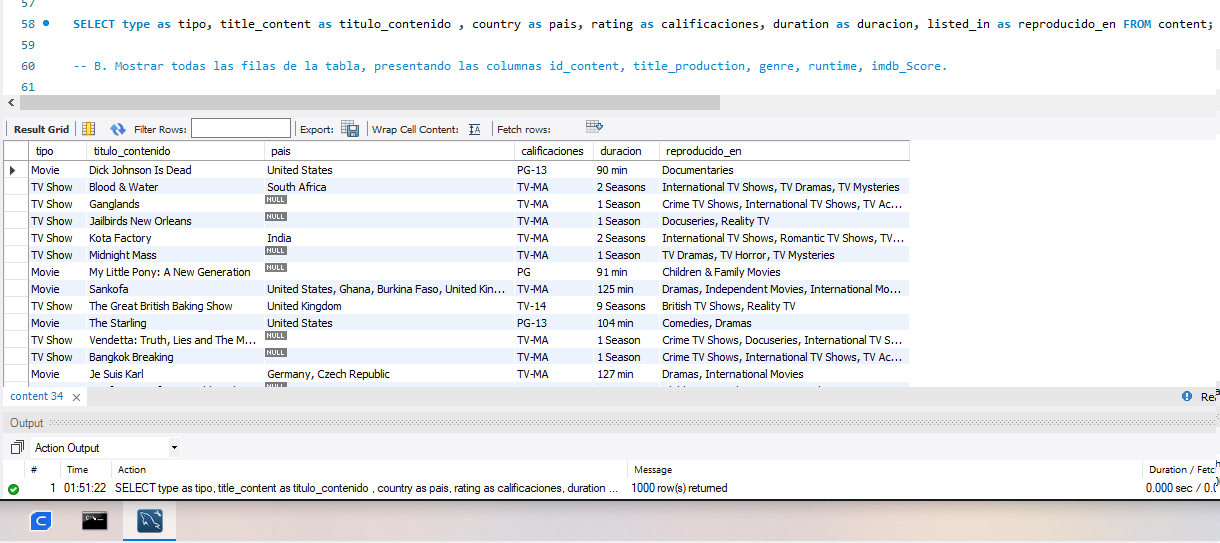 57
58 SELECT type as tipo, title_content as titulo_contenido , country as pais, rating as calificaciones, duration as duracion, listed_in as reproducido_en FROM content;
59
60 -- B. Mostrar todas las filas de la tabla, presentando las columnas id_content, title_production, genre, runtime, imdb_Score.
61
Result Grid Filter Rows: Export: Wrap Cell Content: IA Fetch rows:
tipo titulo_contenido pais calificaciones duracion reproducido_en
Movie Dick Johnson Is Dead United States PG-13 90 min Documentaries
TV Show Blood & Water South Africa TV-MA 2 Seasons International TV Shows, TV Dramas, TV Mysteries
TV Show Ganglands NULL TV-MA 1 Season Crime TV Shows, International TV Shows, TV Ac...
TV Show Jailbirds New Orleans NULL TV-MA 1 Season Docuseries, Reality TV
TV Show Kota Factory India TV-MA 2 Seasons International TV Shows, Romantic TV Shows, TV...
TV Show Midnight Mass NULL TV-MA 1 Season TV Dramas, TV Horror, TV Mysteries
Movie My Little Pony: A New Generation NULL PG 91 min Children & Family Movies
Movie Sankofa United States, Ghana, Burkina Faso, United Kin... TV-MA 125 min Dramas, Independent Movies, International Mo...
TV Show The Great British Baking Show United Kingdom TV-14 9 Seasons British TV Shows, Reality TV
Movie The Starling United States PG-13 104 min Comedies, Dramas
TV Show Vendetta: Truth, Lies and The M... NULL TV-MA 1 Season Crime TV Shows, Docuseries, International TV S...
TV Show Bangkok Breaking NULL TV-MA 1 Season Crime TV Shows, International TV Shows, TV Ac...
Movie Je Suis Karl Germany, Czech Republic TV-MA 127 min Dramas, International Movies
content 34
Output
Action Output
# Time Action Message Duration / Fetc
1 01:51:22 SELECT type as tipo, title_content as titulo_contenido , country as pais, rating as calificaciones, duration ... 1000 row(s) returned 0.000 sec / 0.0